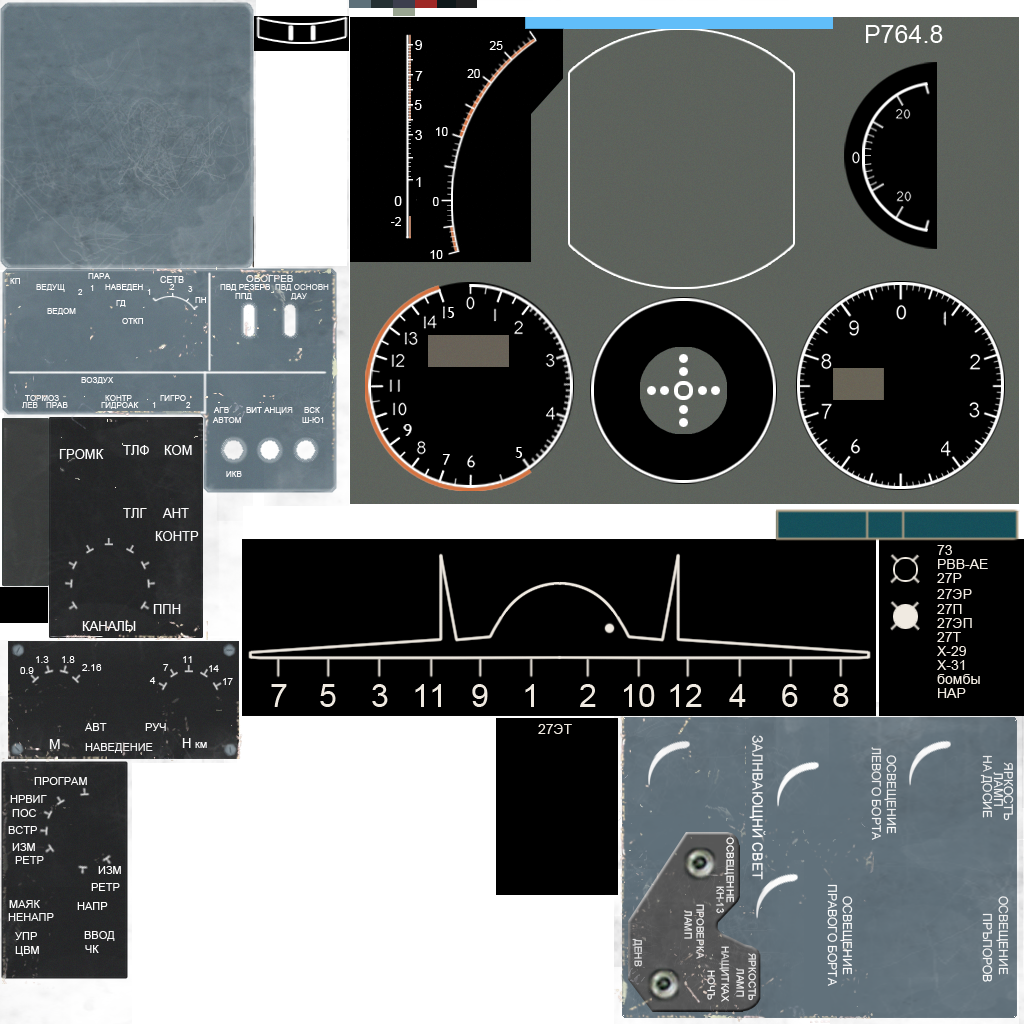 P764.8
9
7
5
3
1
0
-2
25
20
10
0
10
20
0
20
КП
ПАРА
СЕТВ
ВЕДУЩ
2 1
НАВЕДЕН
1 2 3
ПН
ГД
ВЕДОМ
ОТКП
ОБОГРЕВ
ПВД РЕЗЕРВ ПВД ОСНОВН
ППД ДАУ
ВОЗДУХ
ТОРМОЗ КОНТР ГИГРО
ЛЕВ ПРАВ ГИДРОАК 1 2
АГВ ВИТ АНЦИЯ ВСК
АВТОМ Ш-Ю1
ИКВ
0
1
2
3
4
5
6
7
8
9
10
11
12
13
14
15
0
1
2
3
4
5
6
7
8
9
ГРОМК ТЛФ КОМ
ТЛГ АНТ
КОНТР
ППН
КАНАЛЫ
0.9 1.3 1.8 2.16
4 7 11 14 17
АВТ РУЧ
М НАВЕДЕНИЕ Н км
7 5 3 11 9 1 2 10 12 4 6 8
73
РВВ-АЕ
27Р
27ЭР
27П
27ЭП
27Т
Х-29
Х-31
бомбы
НАР
27ЭТ
ПРОГРАМ
НРВИГ
ПОС
ВСТР
ИЗМ
РЕТР
ИЗМ
РЕТР
МАЯК НАПР
НЕНАПР
УПР ВВОД
ЦВМ ЧК
ЯРКОСТЬ
ЛАМП
НА ДОСИЕ
ОСВЕЩЕНИЕ
ЛЕВОГО БОРТА
ЗАЛНВАЮЩНЙ СВЕТ
ОСВЕЩЕНИЕ
ПРЪПОРОВ
ОСВЕЩЕНИЕ
ПРАВОГО БОРТА
ОСВЕЩЕННЕ
КН-13
ПРОВЕРКА
ЛАМП
ДЕН В
ЯРКОСТЬ
ЛАМП
НАЩИТКАХ
НОЧЪ